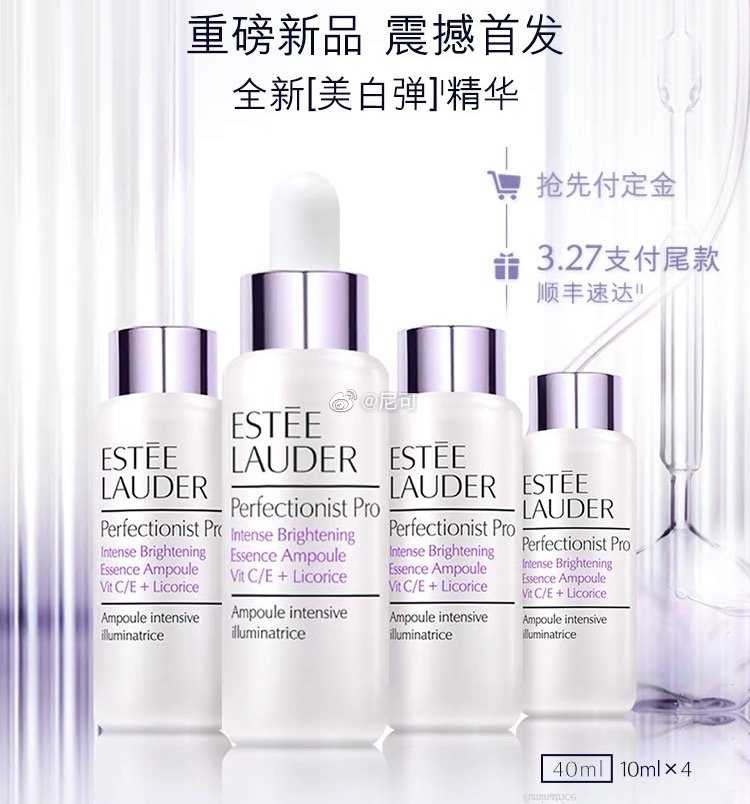 重磅新品 震撼首发
全新[美白弹]ᴵ精华
抢先付定金
3.27支付尾款
顺丰速达ᴵᴵ
@尼可
ESTĒE
LAUDER
Perfectionist Pro
Intense Brightening
Essence Ampoule
Vit C/E + Licorice
Ampoule intensive
illuminatrice
ESTĒE
LAUDER
Perfectionist Pro
Intense Brightening
Essence Ampoule
Vit C/E + Licorice
Ampoule intensive
illuminatrice
ESTĒE
LAUDER
Perfectionist Pro
Intense Brightening
Essence Ampoule
Vit C/E + Licorice
Ampoule intensive
illuminatrice
ESTĒE
LAUDER
Perfectionist Pro
Intense Brightening
Essence Ampoule
Vit C/E + Licorice
Ampoule intensive
illuminatrice
40ml 10ml×4